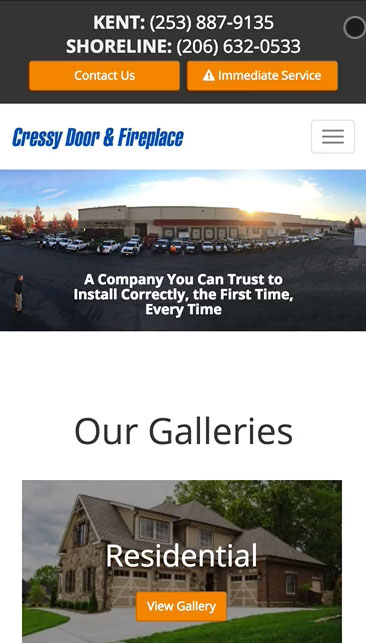 KENT: (253) 887-9135
SHORELINE: (206) 632-0533
Contact Us
Immediate Service
Cressy Door & Fireplace
A Company You Can Trust to
Install Correctly, the First Time,
Every Time
Our Galleries
Residential
View Gallery